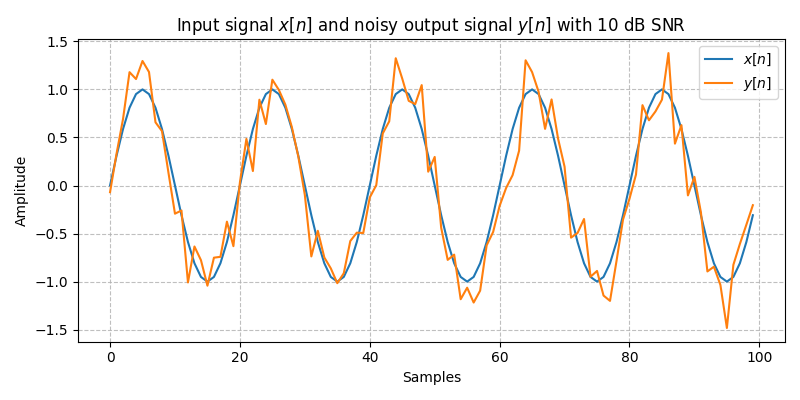 Input signal x[n] and noisy output signal y[n] with 10 dB SNR
1.5
1.0
0.5
0.0
−0.5
−1.0
−1.5
Amplitude
x[n]
y[n]
0 20 40 60 80 100
Samples